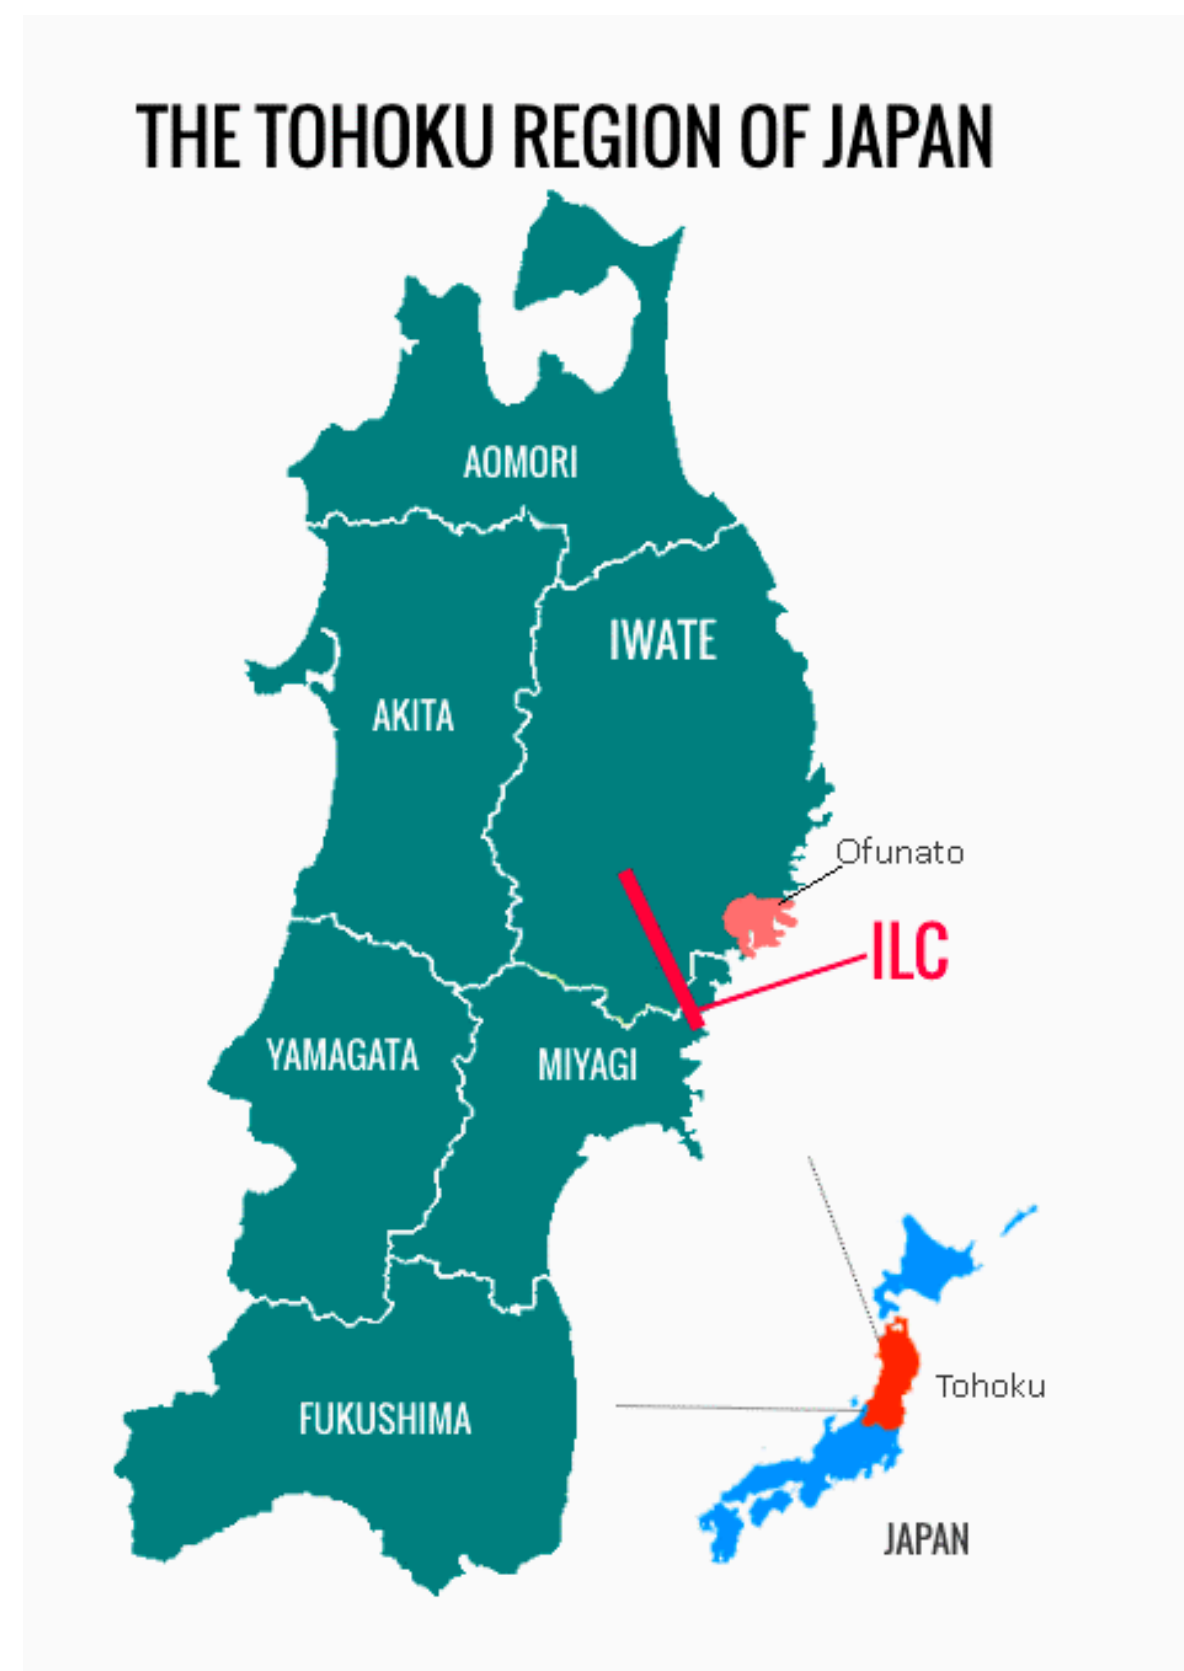 THE TOHOKU REGION OF JAPAN
AOMORI
IWATE
AKITA
Ofunato
ILC
YAMAGATA
MIYAGI
Tohoku
FUKUSHIMA
JAPAN